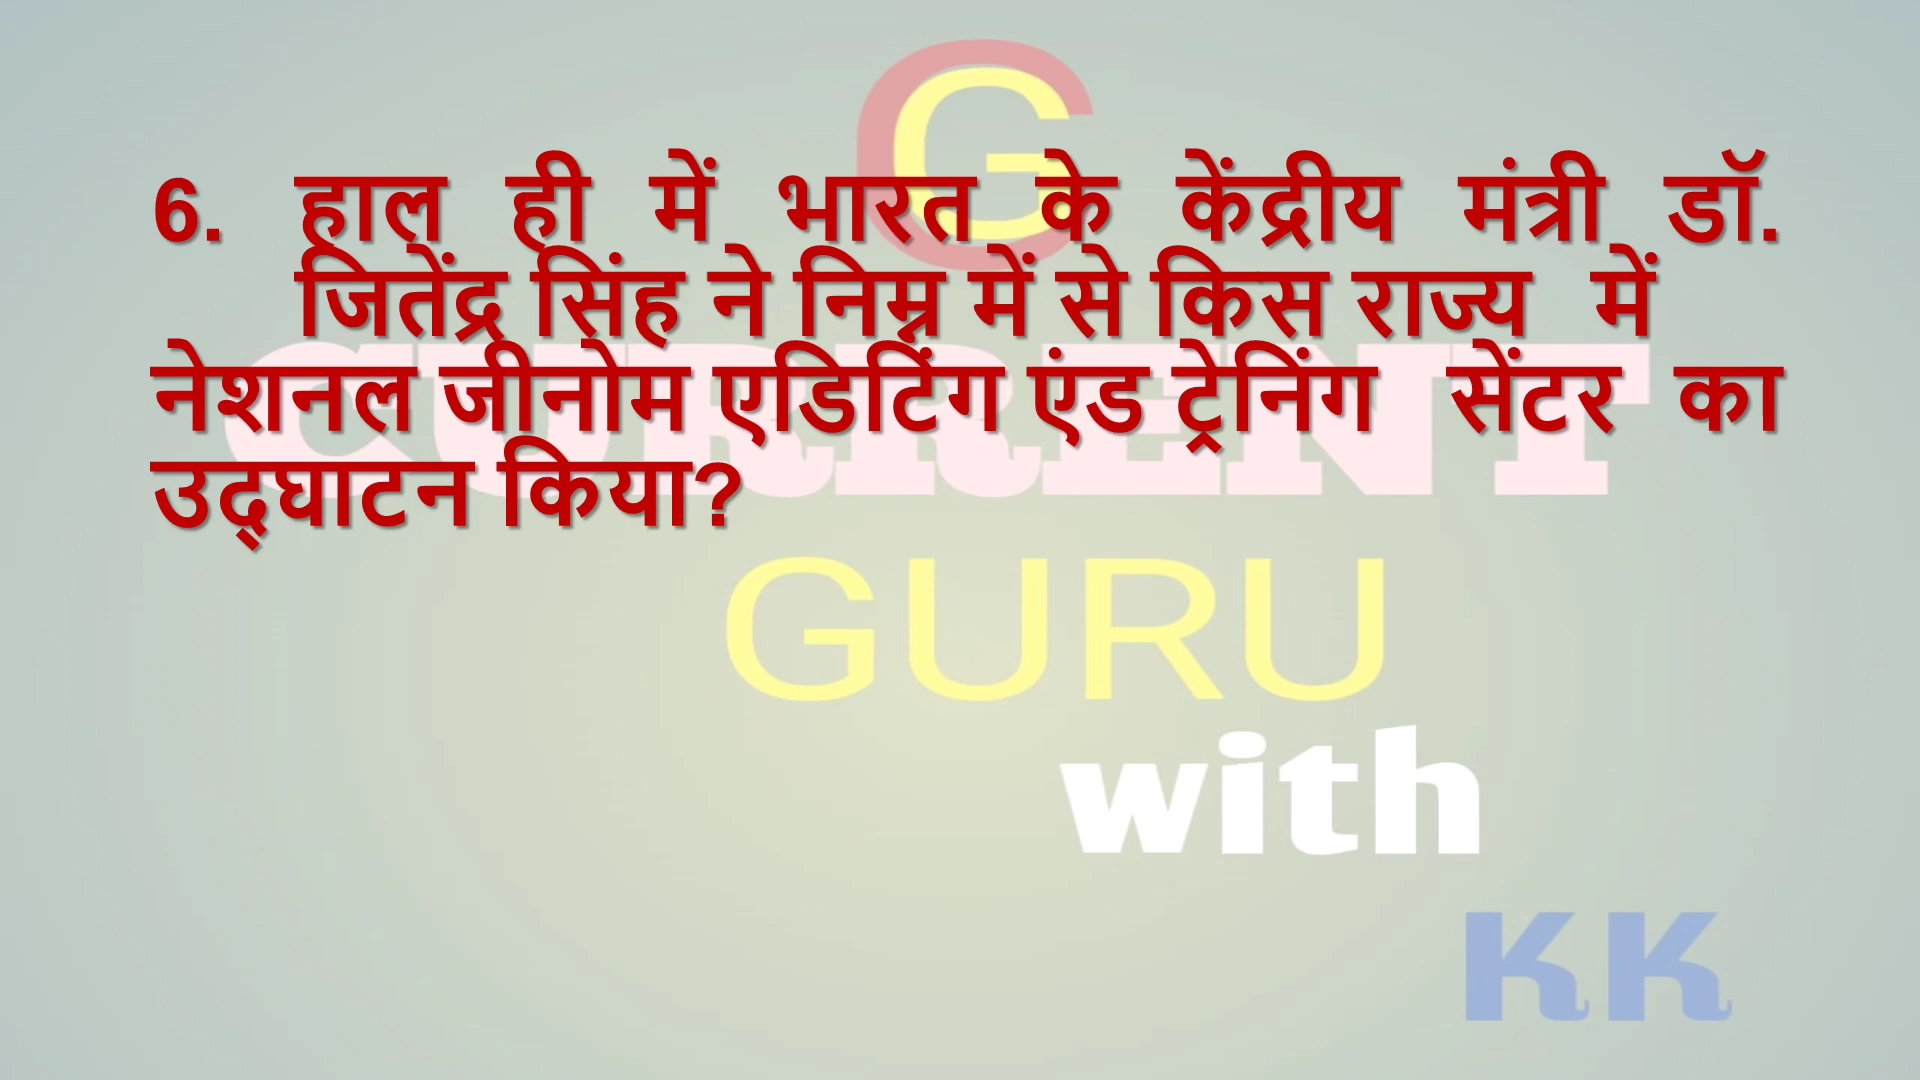 G
6. हाल ही में भारत के केंद्रीय मंत्री डॉ.
जितेंद्र सिंह ने निम्न में से किस राज्य में
नेशनल जीनोम एडिटिंग एंड ट्रेनिंग सेंटर का
उद्घाटन किया?
CURRENT
GURU
with
KK